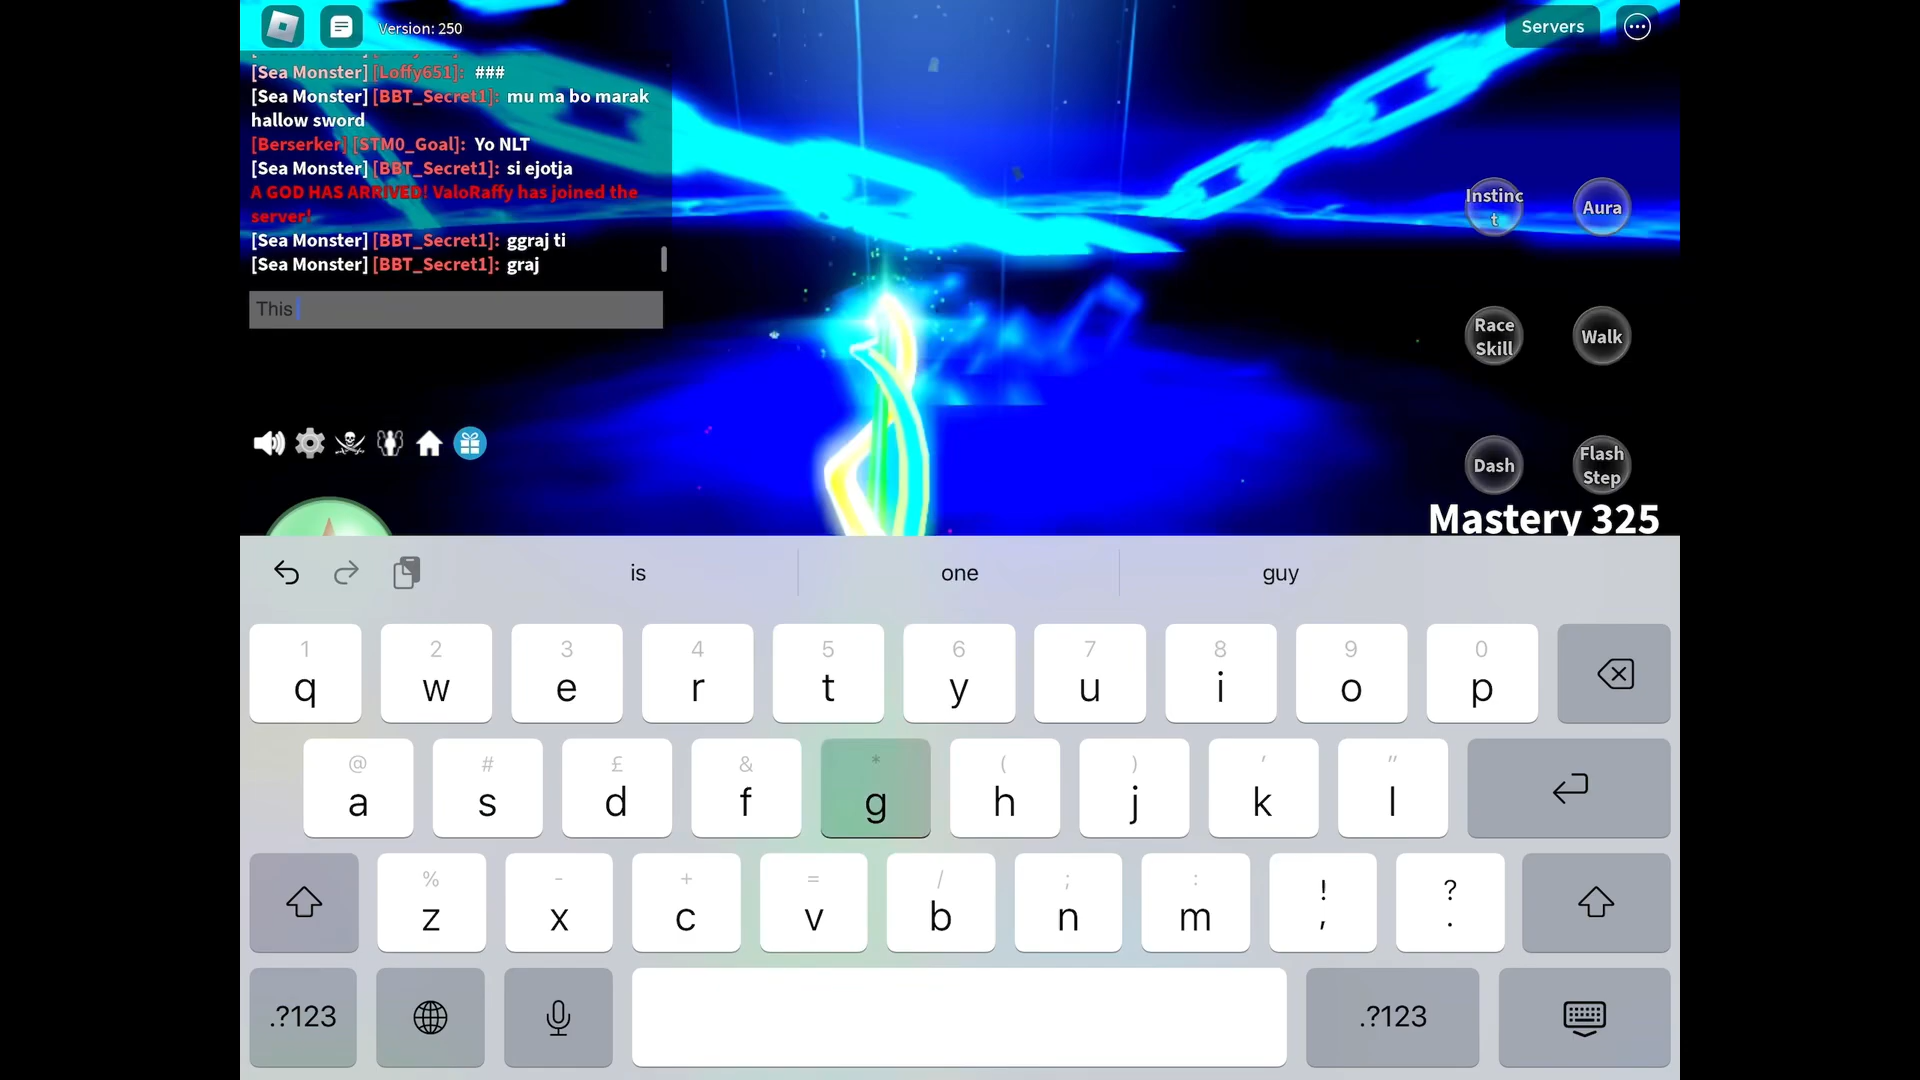 Version: 250
Servers
[Sea Monster] [Loffy651]: ###
[Sea Monster] [BBT_Secret1]: mu ma bo marak
hallow sword
[Berserker] [STM0_Goal]: Yo NLT
[Sea Monster] [BBT_Secret1]: si ejotja
A GOD HAS ARRIVED! ValoRaffy has joined the
server!
[Sea Monster] [BBT_Secret1]: ggraj ti
[Sea Monster] [BBT_Secret1]: graj
This
Instinc
t
Aura
Race
Skill
Walk
Dash
Flash
Step
Mastery 325
is one guy
1 2 3 4 5 6 7 8 9 0
q w e r t y u i o p
@ # £ & * ( ) ' "
a s d f g h j k l
% - + = / ; : ! ?
z x c v b n m , .
.?123 .?123